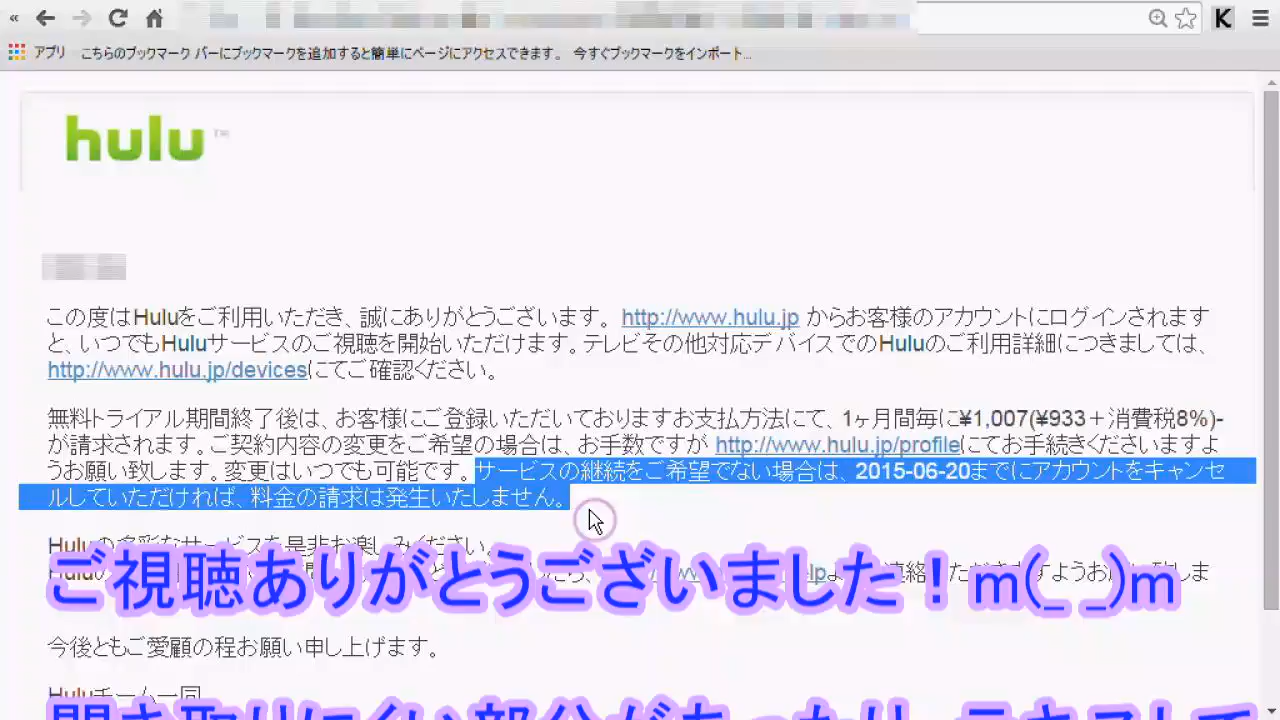 アプリ こちらのブックマーク バーにブックマークを追加すると簡単にページにアクセスできます。 今すぐブックマークをインポート...
hulu™
この度はHuluをご利用いただき、誠にありがとうございます。 http://www.hulu.jp からお客様のアカウントにログインされます
と、いつでもHuluサービスのご視聴を開始いただけます。テレビその他対応デバイスでのHuluのご利用詳細につきましては、
http://www.hulu.jp/devicesにてご確認ください。
無料トライアル期間終了後は、お客様にご登録いただいておりますお支払方法にて、1ヶ月間毎に¥1,007(¥933＋消費税8%)-
が請求されます。ご契約内容の変更をご希望の場合は、お手数ですが http://www.hulu.jp/profileにてお手続きくださいますよ
うお願い致します。変更はいつでも可能です。サービスの継続をご希望でない場合は、2015-06-20までにアカウントをキャンセ
ルしていただければ、料金の請求は発生いたしません。
ご視聴ありがとうございました！m(_ _)m
今後ともご愛顧の程お願い申し上げます。
Huluチーム一同